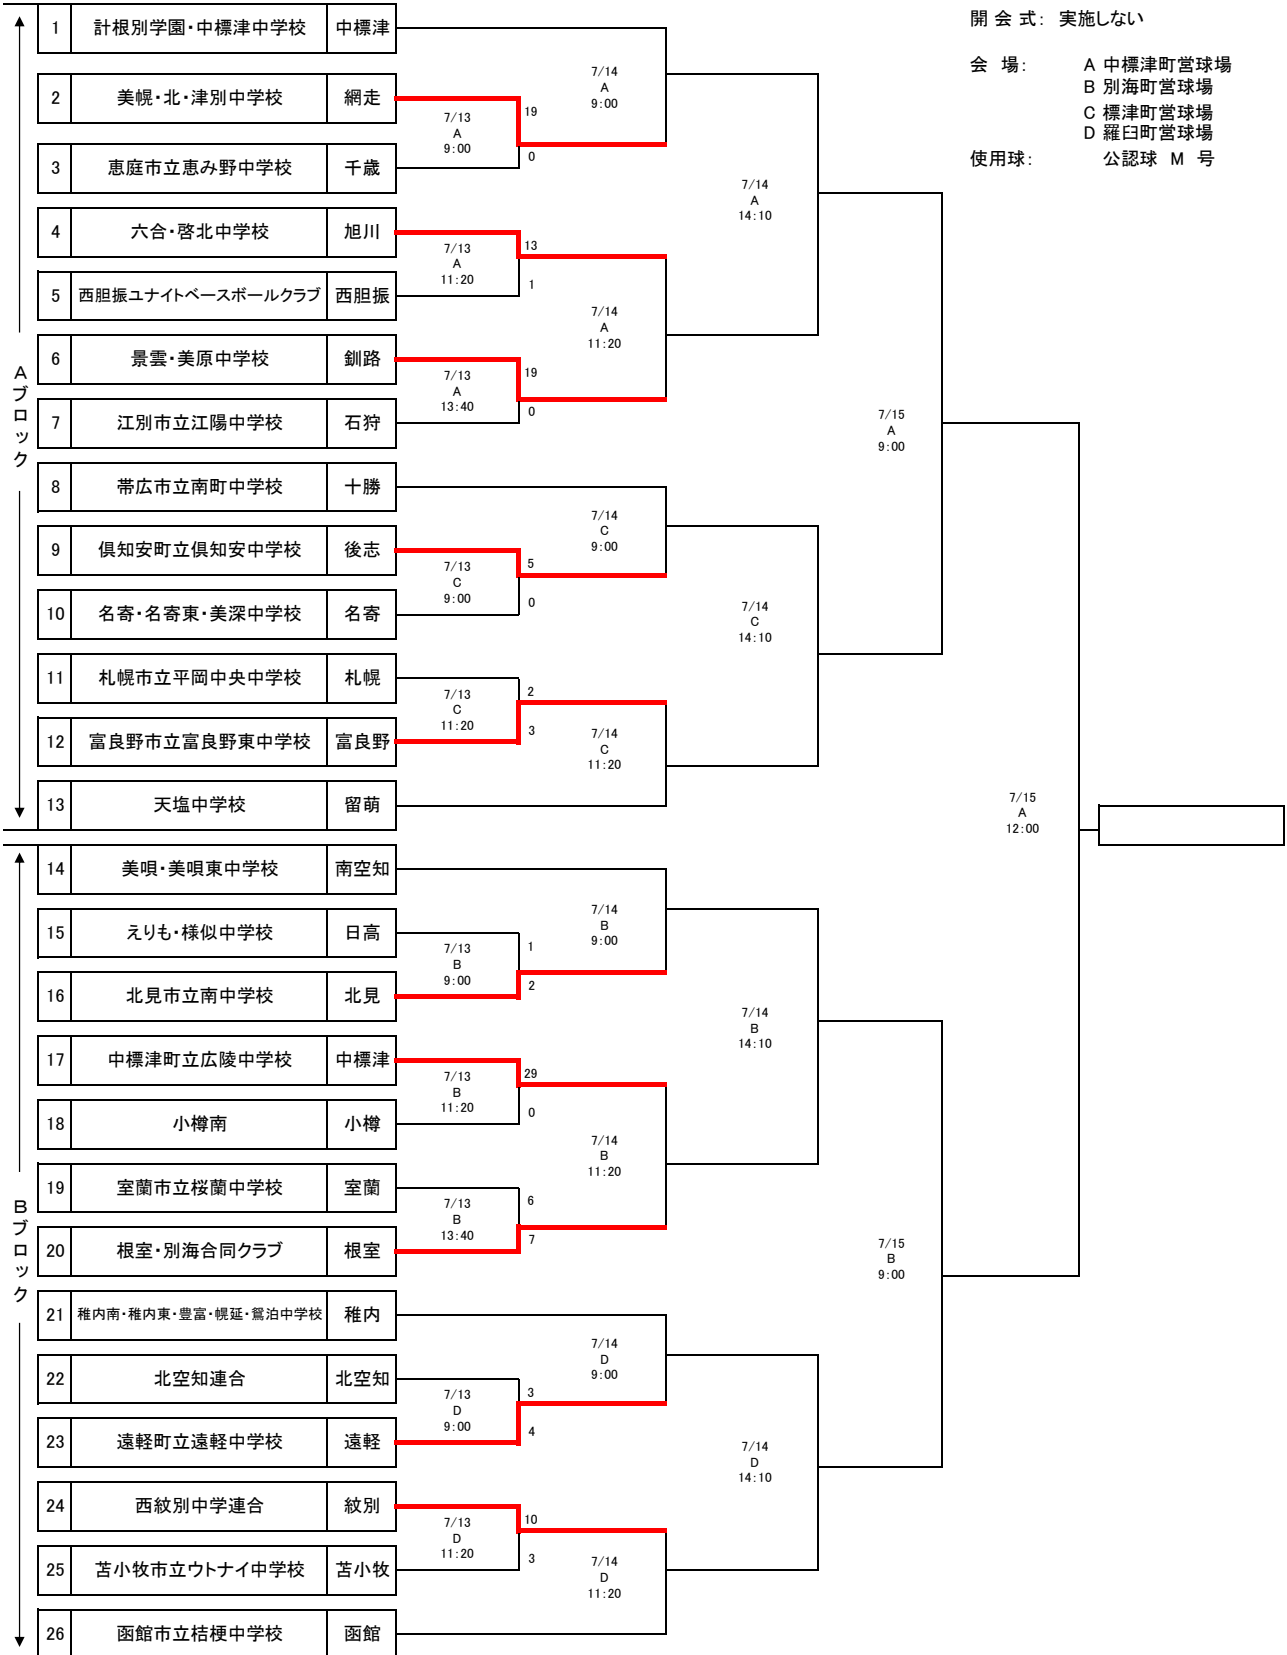 開 会 式： 実施しない
会 場： A 中標津町営球場
B 別海町営球場
C 標津町営球場
D 羅臼町営球場
使用球： 公認球 M 号
Aブロック
1 計根別学園・中標津中学校 中標津
2 美幌・北・津別中学校 網走
3 恵庭市立恵み野中学校 千歳
4 六合・啓北中学校 旭川
5 西胆振ユナイトベースボールクラブ 西胆振
6 景雲・美原中学校 釧路
7 江別市立江陽中学校 石狩
8 帯広市立南町中学校 十勝
9 倶知安町立倶知安中学校 後志
10 名寄・名寄東・美深中学校 名寄
11 札幌市立平岡中央中学校 札幌
12 富良野市立富良野東中学校 富良野
13 天塩中学校 留萌
Bブロック
14 美唄・美唄東中学校 南空知
15 えりも・様似中学校 日高
16 北見市立南中学校 北見
17 中標津町立広陵中学校 中標津
18 小樽南 小樽
19 室蘭市立桜蘭中学校 室蘭
20 根室・別海合同クラブ 根室
21 稚内南・稚内東・豊富・幌延・鴛泊中学校 稚内
22 北空知連合 北空知
23 遠軽町立遠軽中学校 遠軽
24 西紋別中学連合 紋別
25 苫小牧市立ウトナイ中学校 苫小牧
26 函館市立桔梗中学校 函館
7/13
A
9:00
19
0
7/13
A
11:20
13
1
7/13
A
13:40
19
0
7/13
C
9:00
5
0
7/13
C
11:20
2
3
7/13
B
9:00
1
2
7/13
B
11:20
29
0
7/13
B
13:40
6
7
7/13
D
9:00
3
4
7/13
D
11:20
10
3
7/14
A
9:00
7/14
A
11:20
7/14
C
9:00
7/14
C
11:20
7/14
B
9:00
7/14
B
11:20
7/14
D
9:00
7/14
D
11:20
7/14
A
14:10
7/14
C
14:10
7/14
B
14:10
7/14
D
14:10
7/15
A
9:00
7/15
B
9:00
7/15
A
12:00